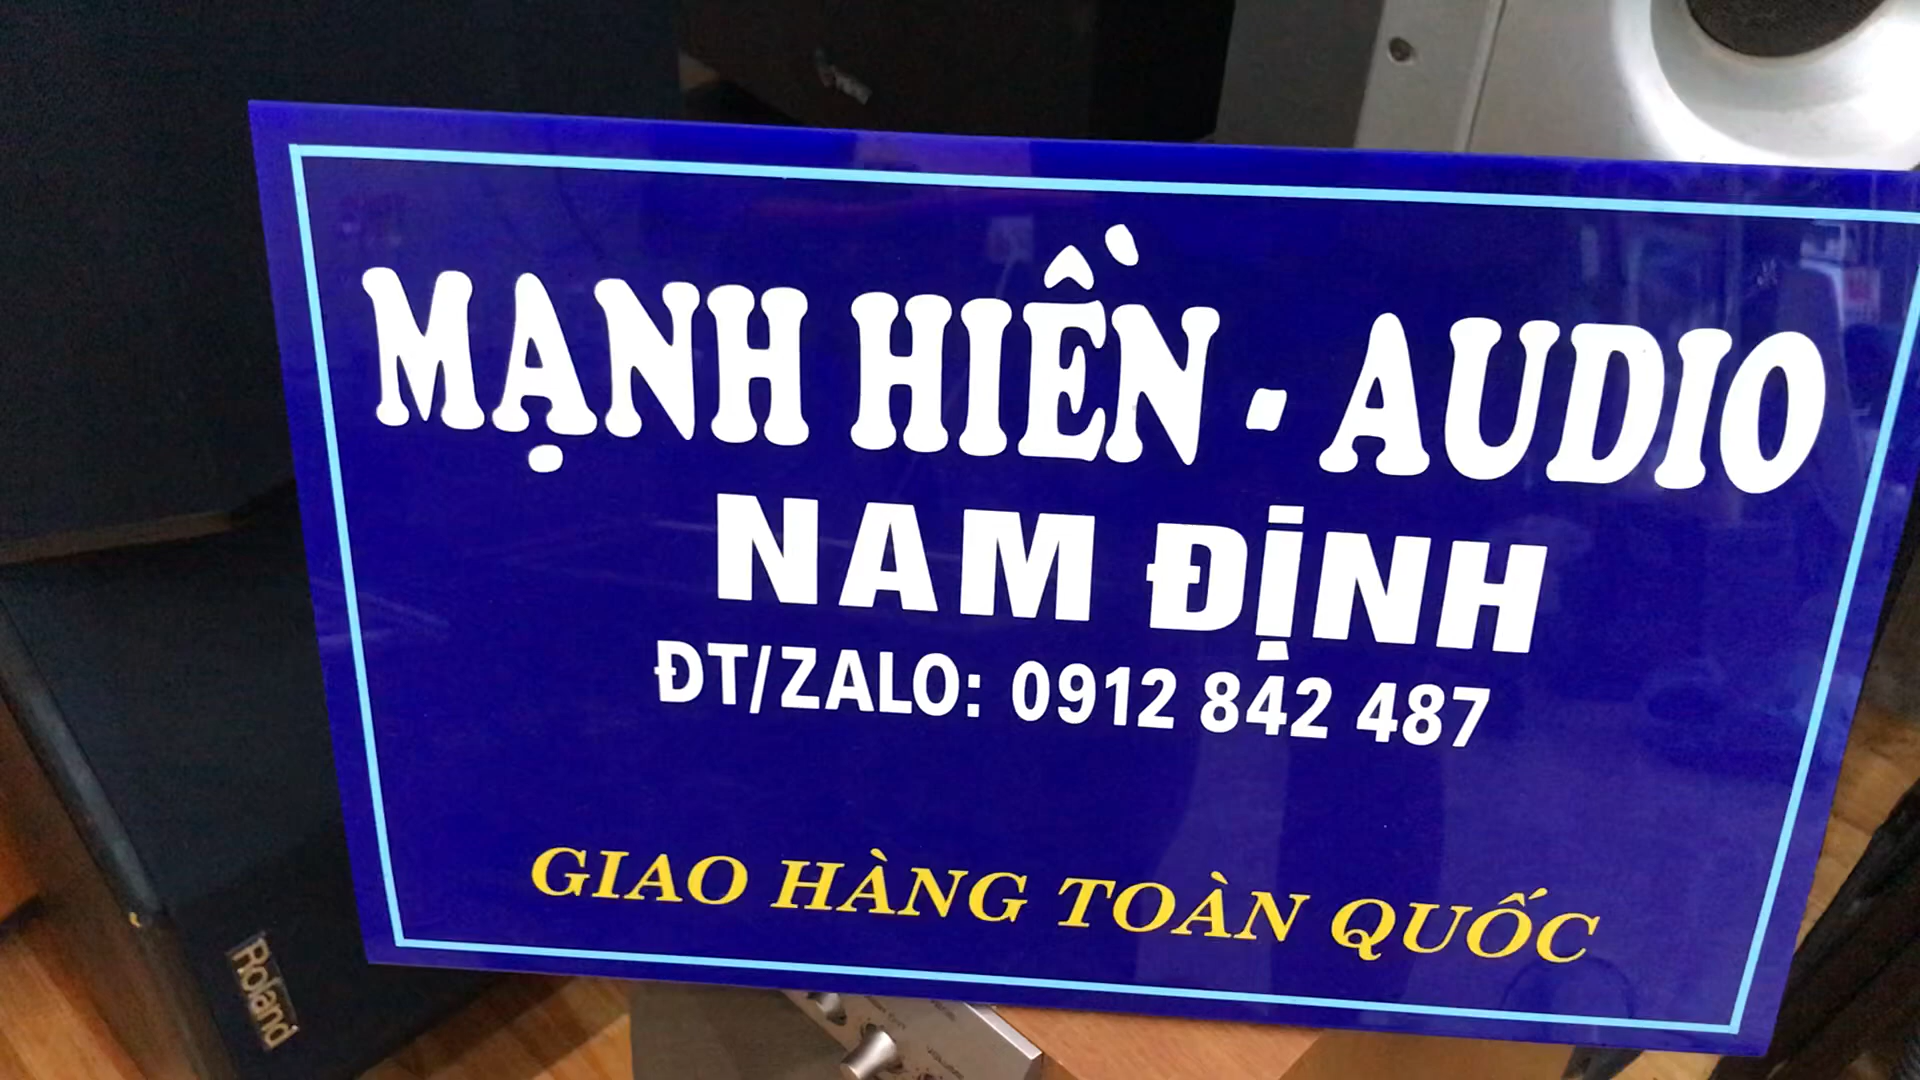 MẠNH HIỀN - AUDIO
NAM ĐỊNH
ĐT/ZALO: 0912 842 487
GIAO HÀNG TOÀN QUỐC
Roland